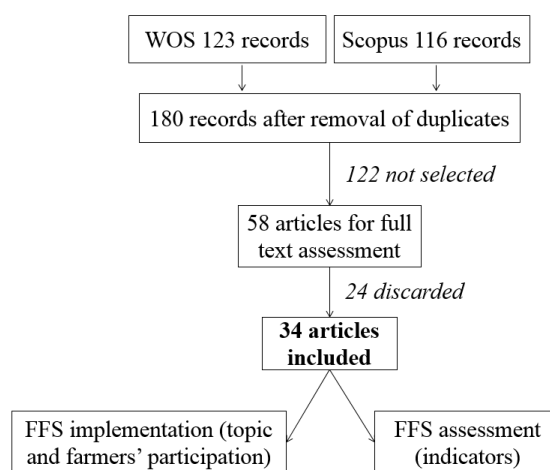 WOS 123 records
Scopus 116 records
180 records after removal of duplicates
122 not selected
58 articles for full
text assessment
24 discarded
34 articles
included
FFS implementation (topic
and farmers’ participation)
FFS assessment
(indicators)